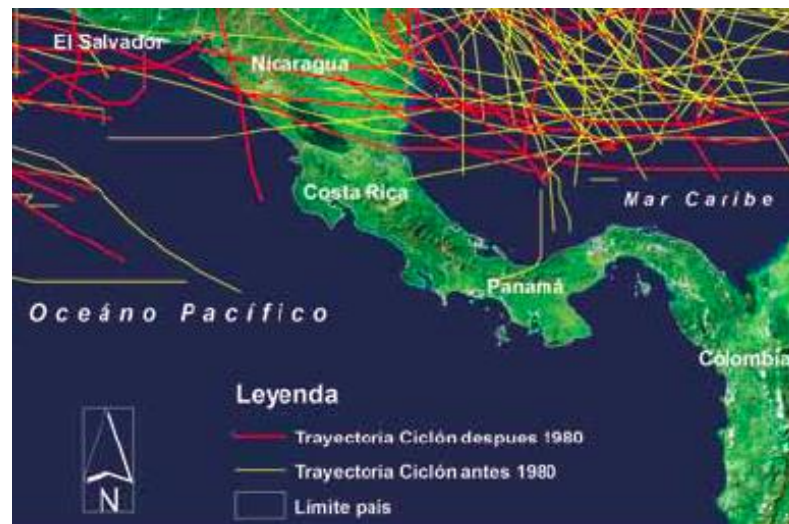 El Salvador
Nicaragua
Costa Rica
Mar Caribe
Panamá
Océano Pacífico
Colombia
Leyenda
Trayectoria Ciclón despues 1980
Trayectoria Ciclón antes 1980
Límite país
N